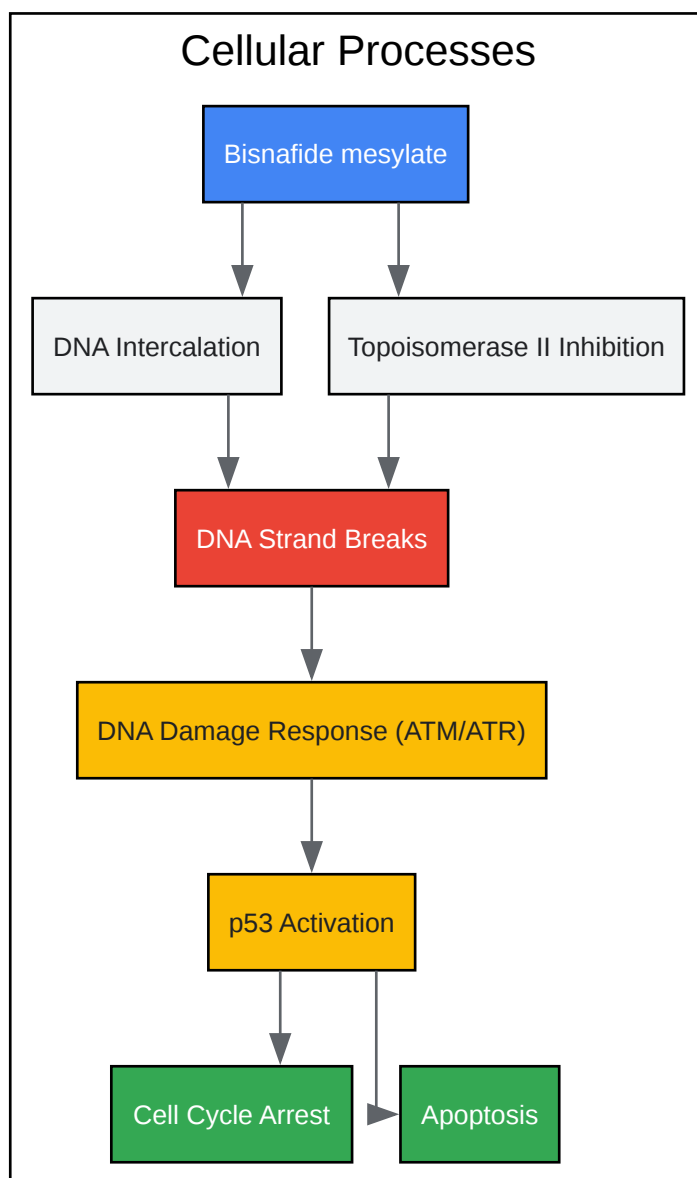 Cellular Processes
Bisnafide mesylate
DNA Intercalation
Topoisomerase II Inhibition
DNA Strand Breaks
DNA Damage Response (ATM/ATR)
p53 Activation
Cell Cycle Arrest
Apoptosis